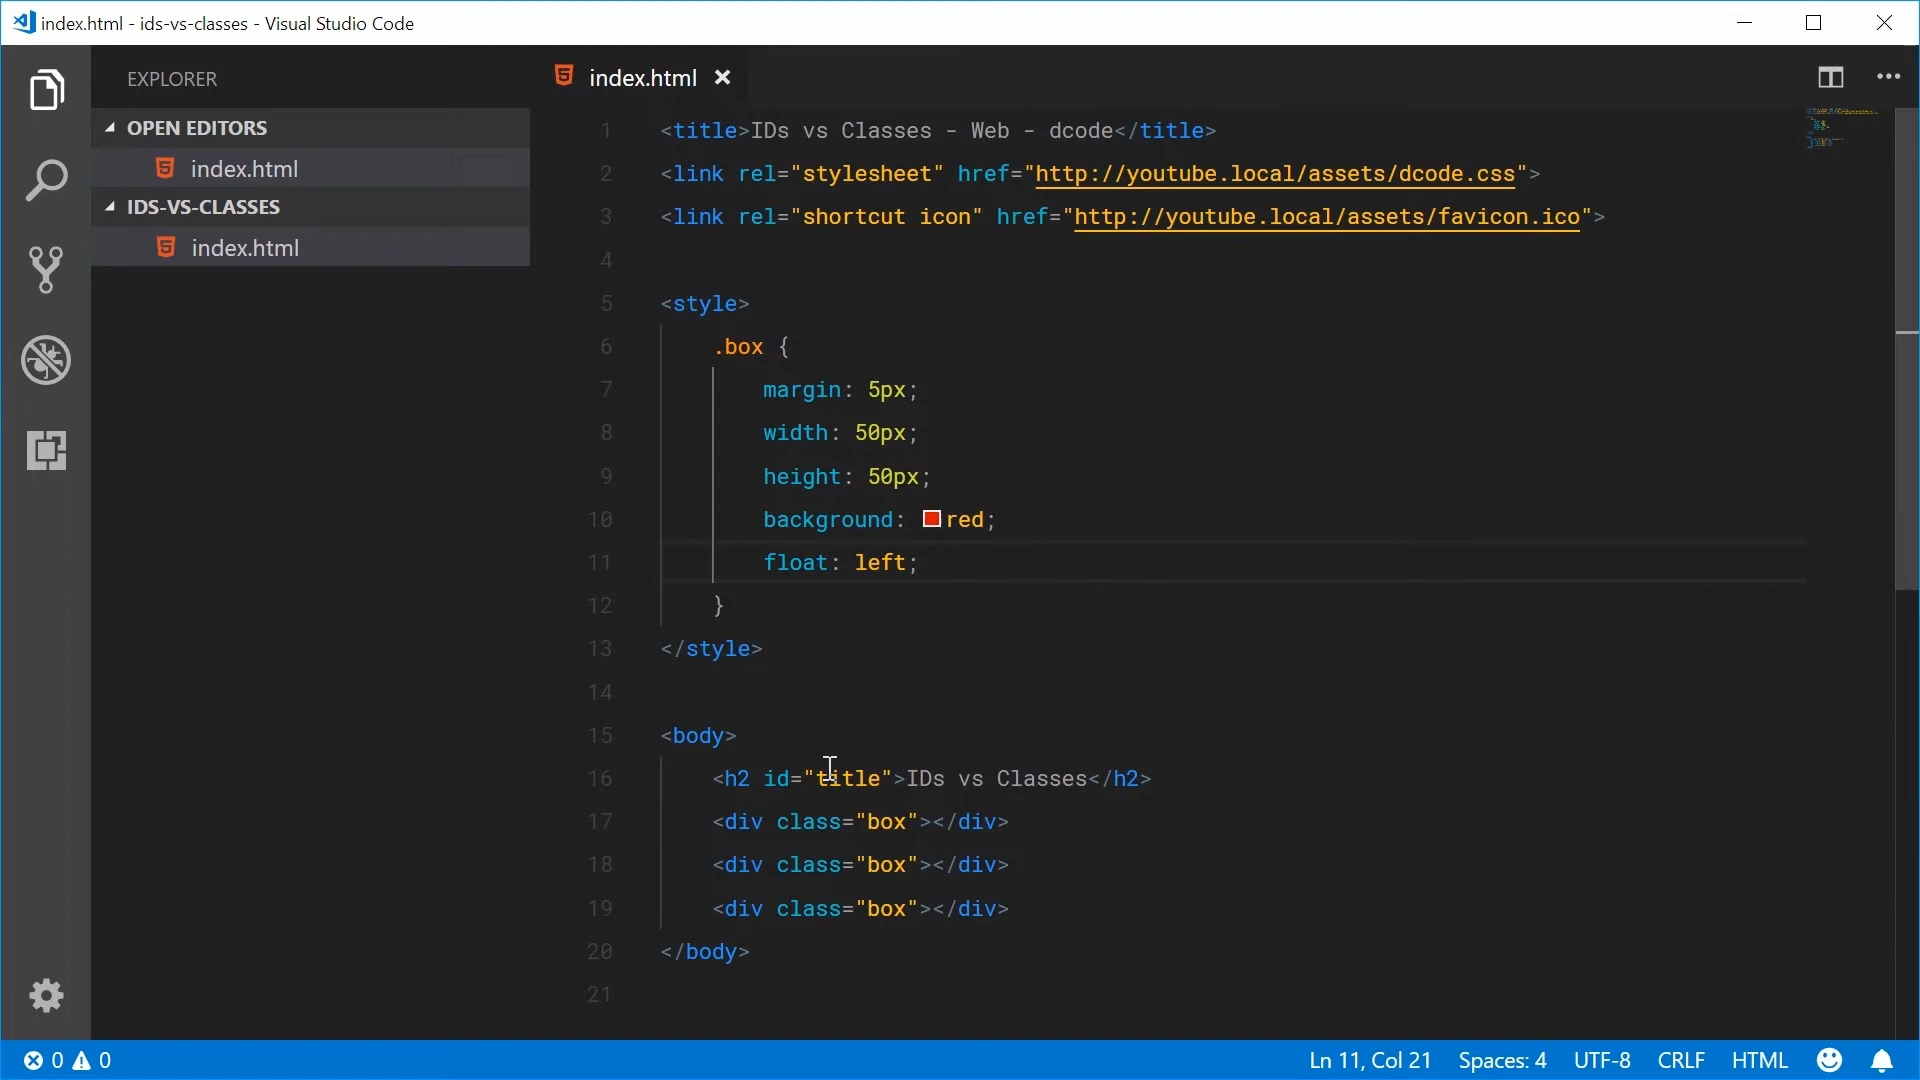 index.html - ids-vs-classes - Visual Studio Code
EXPLORER
OPEN EDITORS
index.html
IDS-VS-CLASSES
index.html
index.html
1 <title>IDs vs Classes - Web - dcode</title>
2 <link rel="stylesheet" href="http://youtube.local/assets/dcode.css">
3 <link rel="shortcut icon" href="http://youtube.local/assets/favicon.ico">
4
5 <style>
6     .box {
7         margin: 5px;
8         width: 50px;
9         height: 50px;
10         background: red;
11         float: left;
12     }
13 </style>
14
15 <body>
16     <h2 id="title">IDs vs Classes</h2>
17     <div class="box"></div>
18     <div class="box"></div>
19     <div class="box"></div>
20 </body>
21
0 0 Ln 11, Col 21 Spaces: 4 UTF-8 CRLF HTML